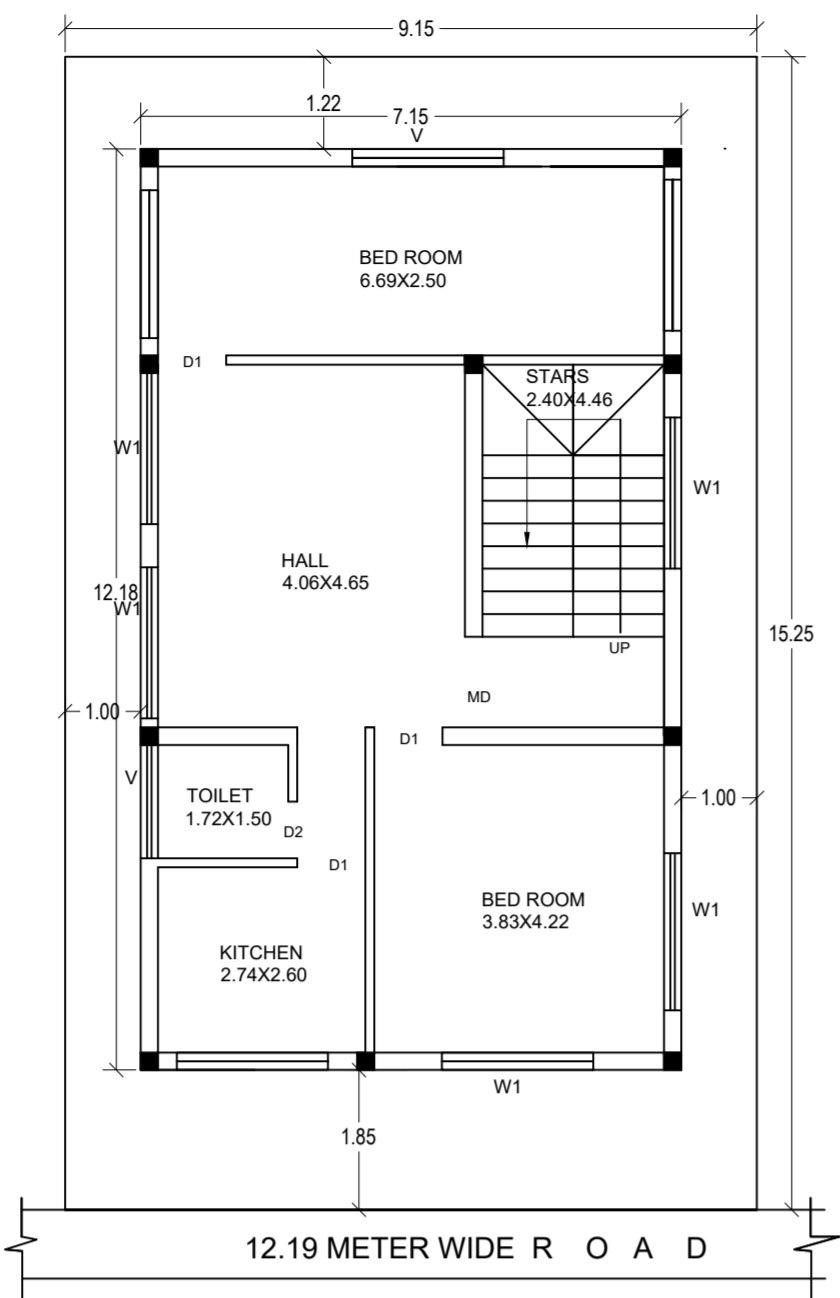 9.15
1.22
7.15
V
BED ROOM
6.69X2.50
D1
STARS
2.40X4.46
W1
W1
HALL
4.06X4.65
12.18
W1
15.25
UP
MD
1.00
D1
V
TOILET
1.72X1.50
1.00
D2
D1
BED ROOM
3.83X4.22
W1
KITCHEN
2.74X2.60
W1
1.85
12.19 METER WIDE R O A D